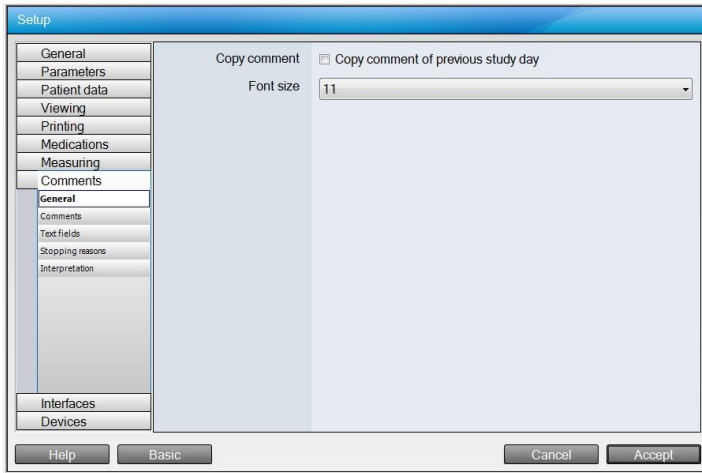 Setup
General
Parameters
Patient data
Viewing
Printing
Medications
Measuring
Comments
General
Comments
Text fields
Stopping reasons
Interpretation
Interfaces
Devices
Copy comment Copy comment of previous study day
Font size 11
Help Basic Cancel Accept